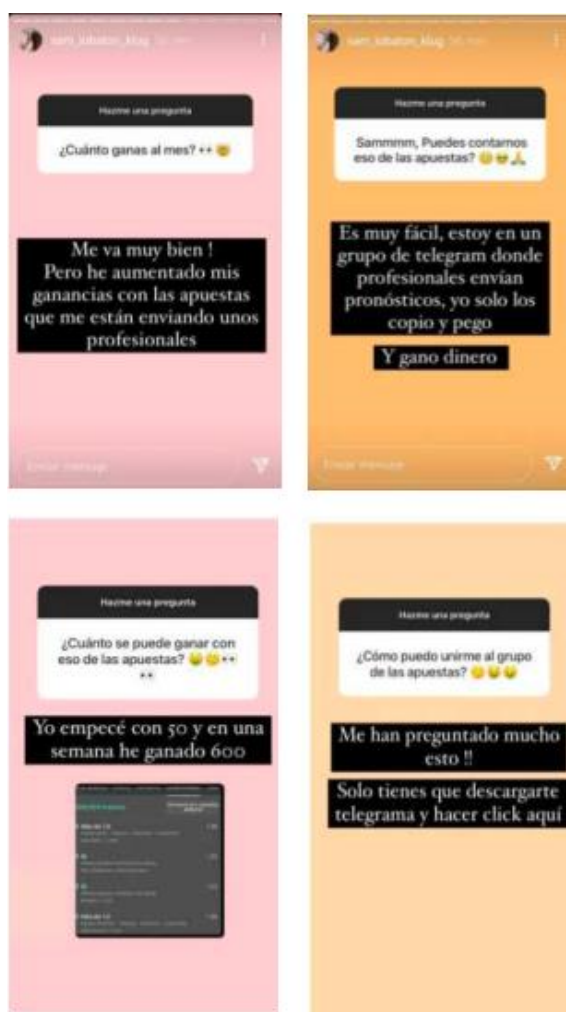 Hazme una pregunta
¿Cuánto ganas al mes?
Me va muy bien !
Pero he aumentado mis
ganancias con las apuestas
que me están enviando unos
profesionales
Enviar mensaje
Hazme una pregunta
Sammmm, Puedes contarnos
eso de las apuestas?
Es muy fácil, estoy en un
grupo de telegram donde
profesionales envían
pronósticos, yo solo los
copio y pego
Y gano dinero
Enviar mensaje
Hazme una pregunta
¿Cuánto se puede ganar con
eso de las apuestas?
Yo empecé con 50 y en una
semana he ganado 600
Hazme una pregunta
¿Cómo puedo unirme al grupo
de las apuestas?
Me han preguntado mucho
esto !!
Solo tienes que descargarte
telegrama y hacer click aquí